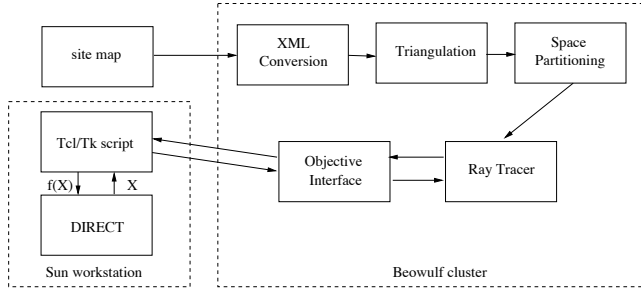 site map
XML
Conversion
Triangulation
Space
Partitioning
Tcl/Tk script
Objective
Interface
Ray Tracer
f(X)
X
DIRECT
Sun workstation
Beowulf cluster